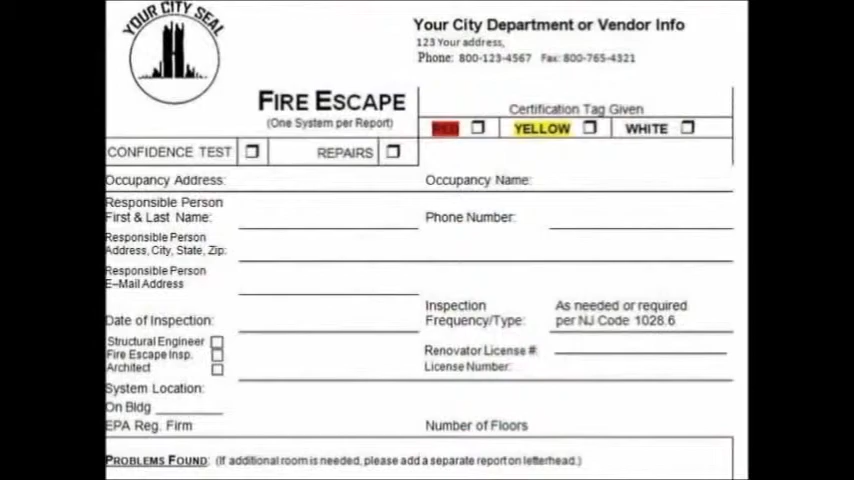 YOUR CITY SEAL
Your City Department or Vendor Info
123 Your address,
Phone: 800-123-4567 Fax: 800-765-4321
FIRE ESCAPE
(One System per Report)
Certification Tag Given
RED YELLOW WHITE
CONFIDENCE TEST REPAIRS
Occupancy Address: Occupancy Name:
Responsible Person
First & Last Name: Phone Number:
Responsible Person
Address, City, State, Zip:
Responsible Person
E-Mail Address
Inspection As needed or required
Date of Inspection: Frequency/Type: per NJ Code 1028.6
Structural Engineer
Fire Escape Insp. Renovator License #:
Architect License Number:
System Location:
On Bldg
EPA Reg. Firm Number of Floors
PROBLEMS FOUND: (If additional room is needed, please add a separate report on letterhead.)